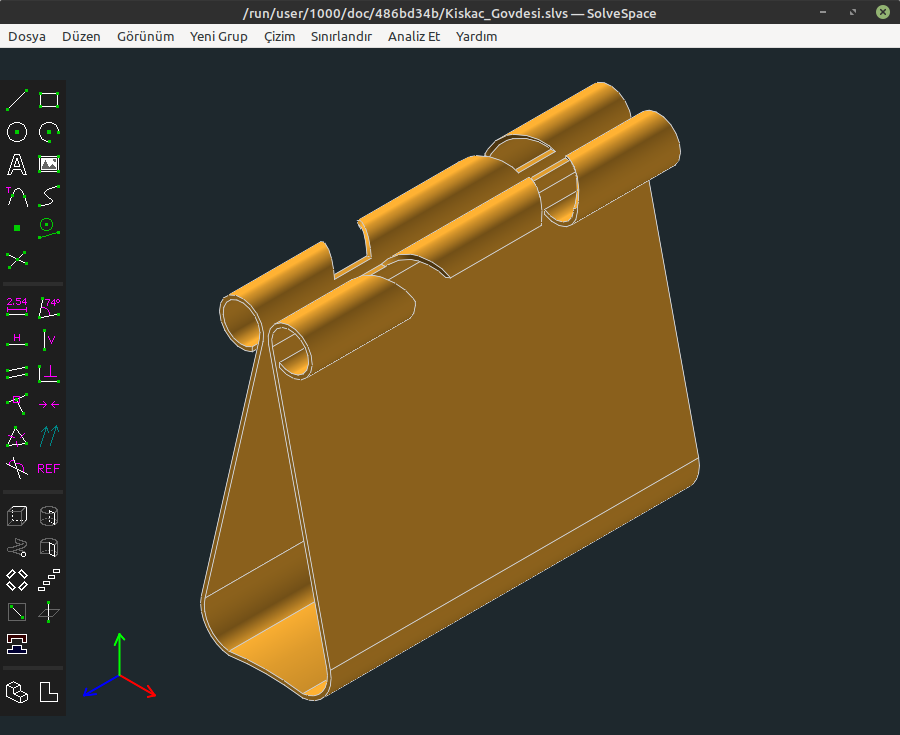 /run/user/1000/doc/486bd34b/Kiskac_Govdesi.slvs — SolveSpace
Dosya Düzen Görünüm Yeni Grup Çizim Sınırlandır Analiz Et Yardım
T
2.54 74°
H V
REF